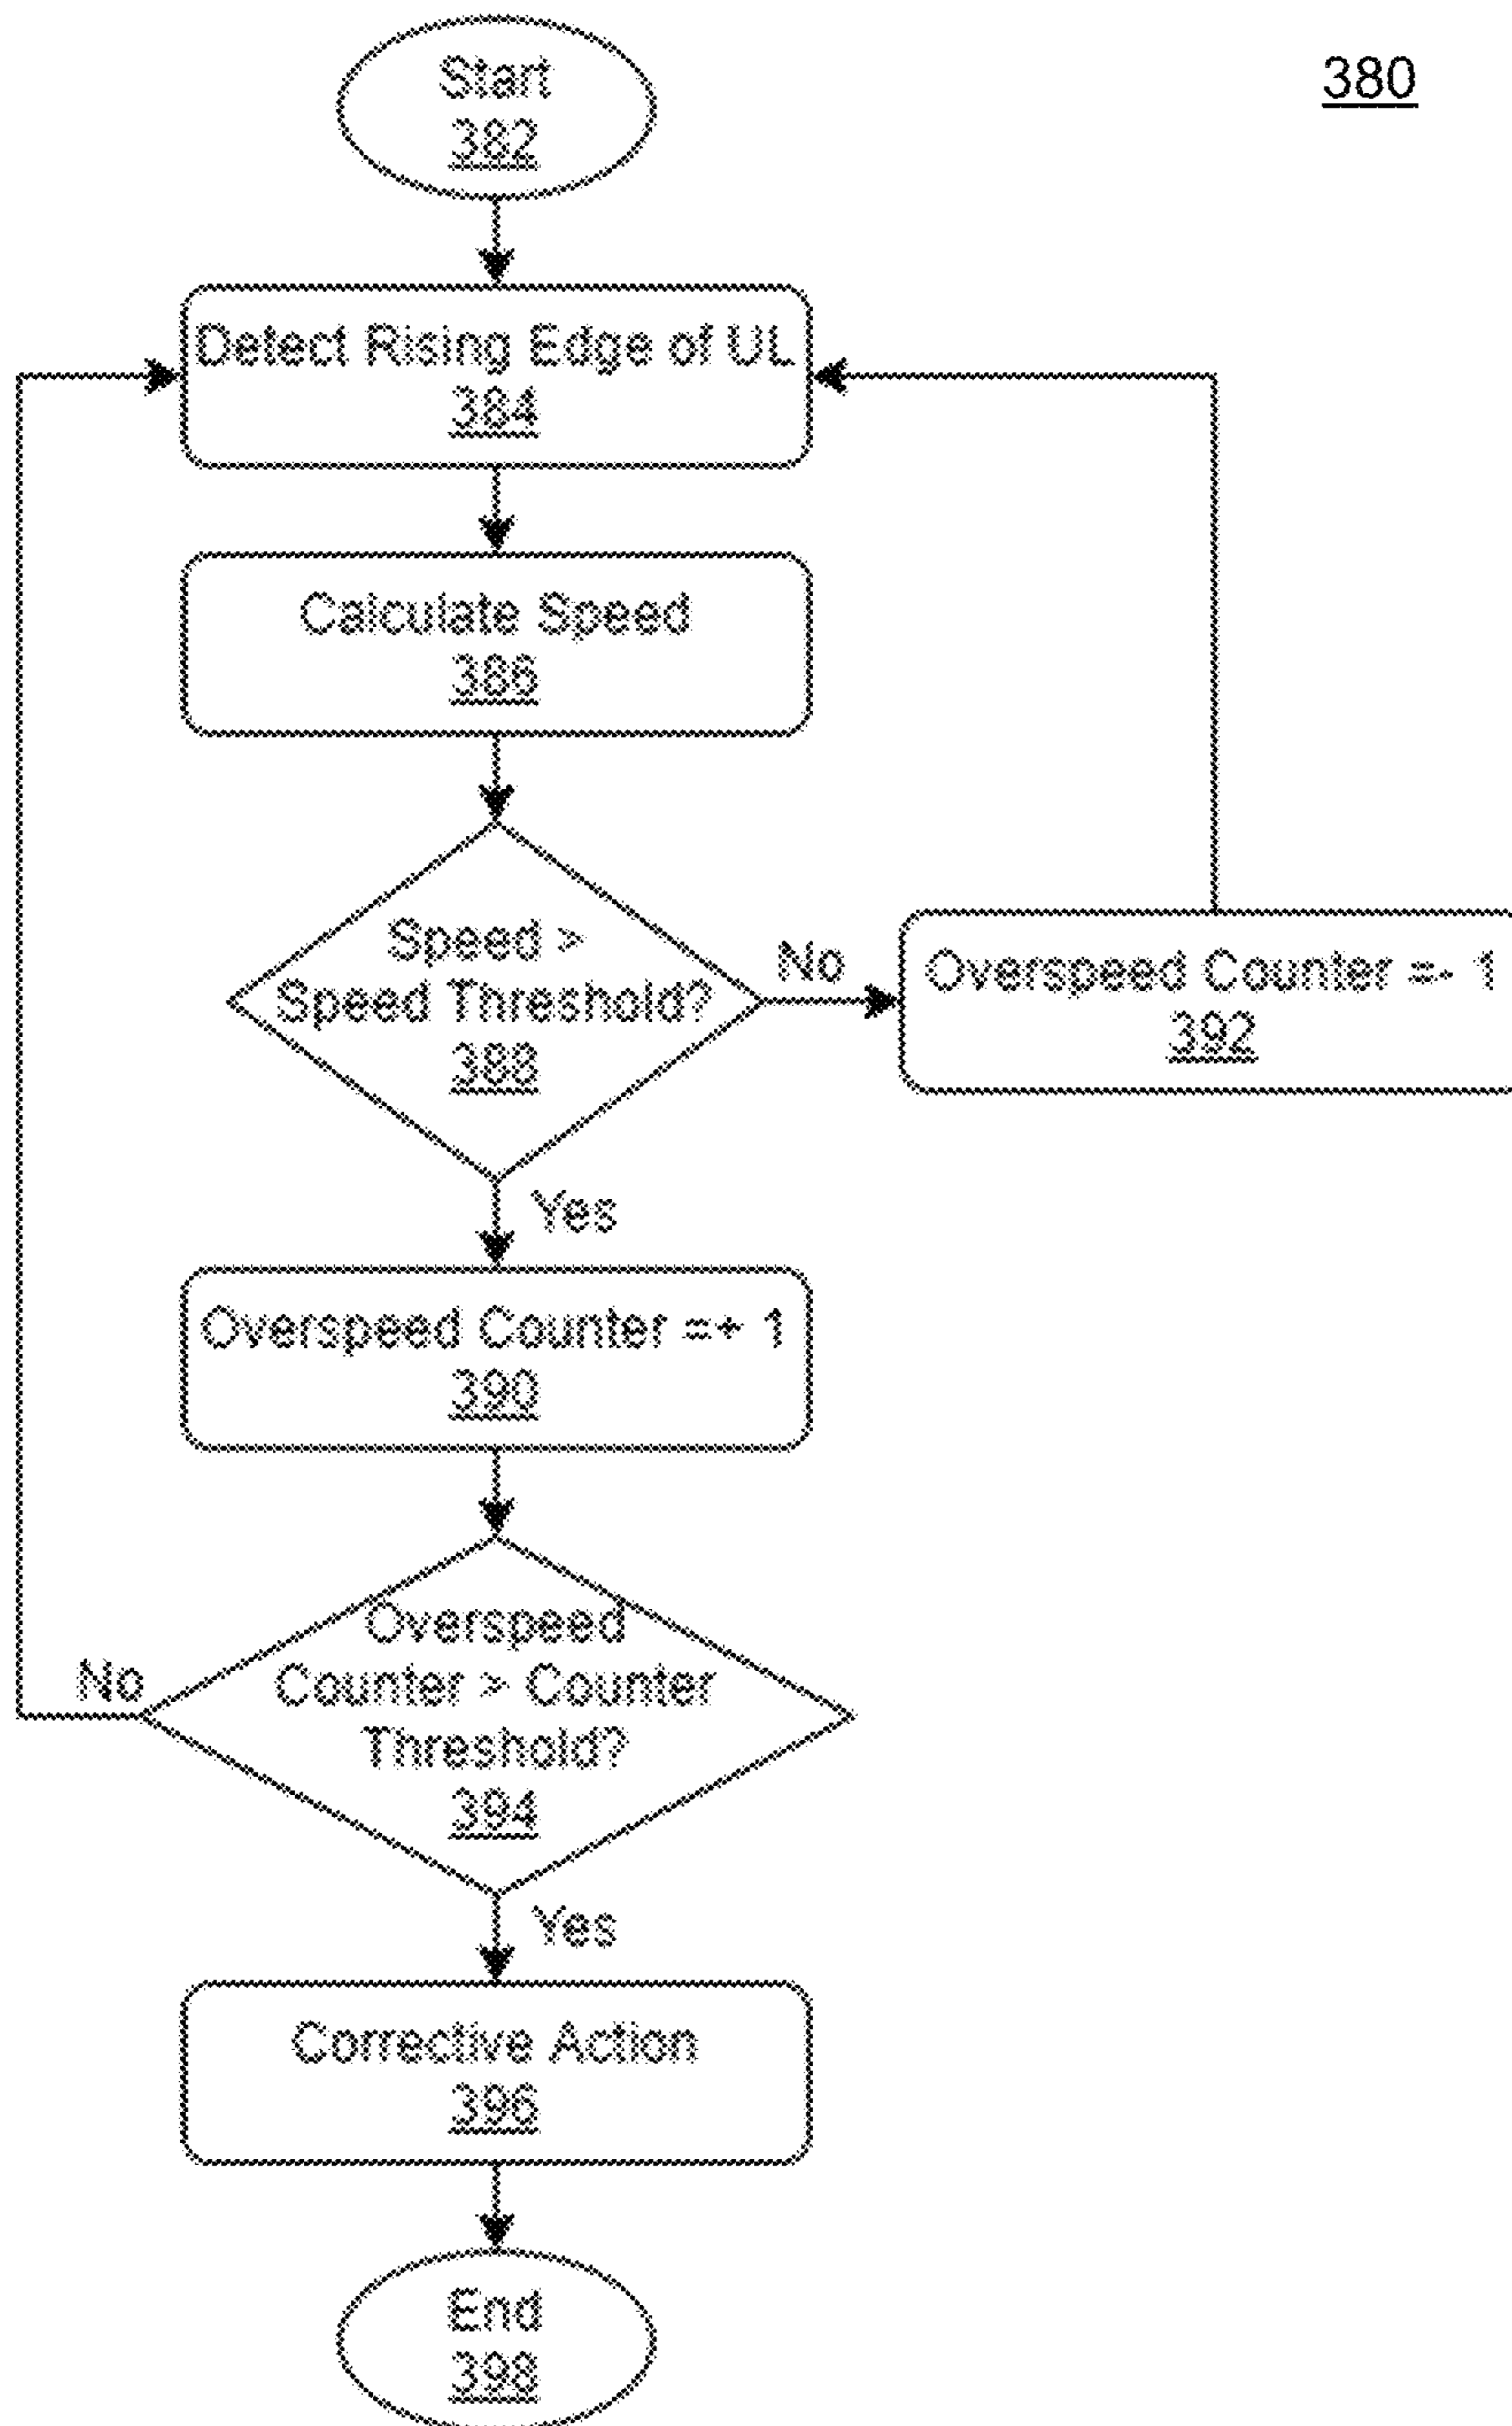 380
Start
382
Detect Rising Edge of UL
384
Calculate Speed
386
Speed >
Speed Threshold?
388
No
Overspeed Counter =- 1
392
Yes
Overspeed Counter =+ 1
390
Overspeed
Counter > Counter
Threshold?
394
No
Yes
Corrective Action
396
End
398